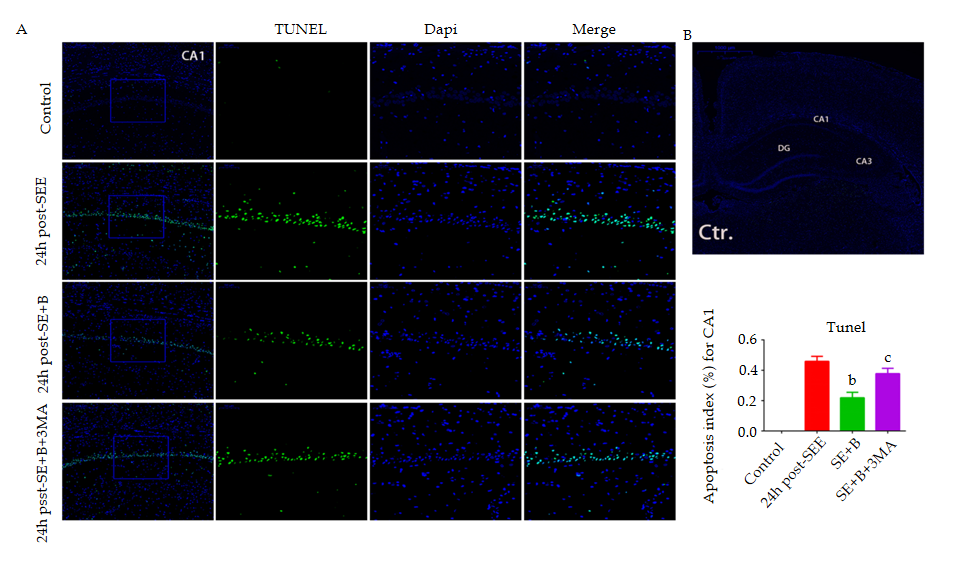 A
TUNEL
Dapi
Merge
B
CA1
Control
24h post-SEE
24h post-SE+B
24h psst-SE+B+3MA
CA1
DG
CA3
Ctr.
Tunel
Apoptosis index (%) for CA1
0.6
0.4
0.2
0.0
b
c
Control
24h post-SEE
SE+B
SE+B+3MA